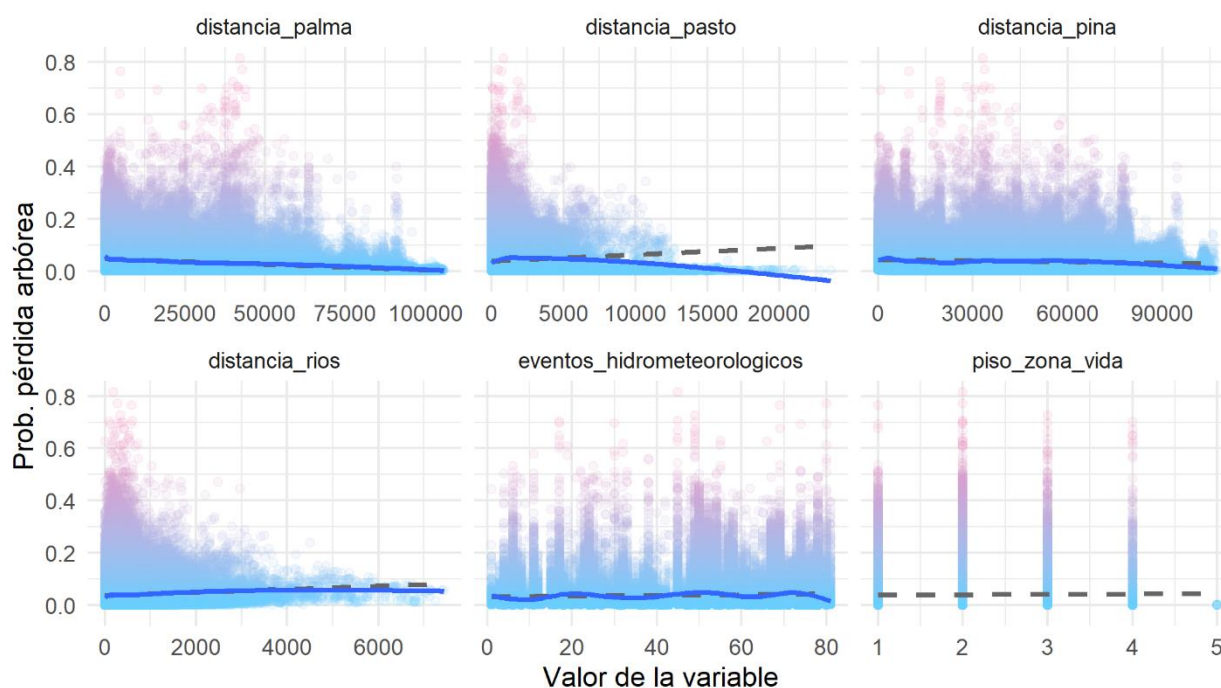 distancia_palma
distancia_pasto
distancia_pina
Prob. pérdida arbórea
0.8
0.6
0.4
0.2
0.0
0 25000 50000 75000 100000
0 5000 10000 15000 20000
0 30000 60000 90000
distancia_rios
eventos_hidrometeorologicos
piso_zona_vida
0.8
0.6
0.4
0.2
0.0
0 2000 4000 6000
0 20 40 60 80
1 2 3 4 5
Valor de la variable